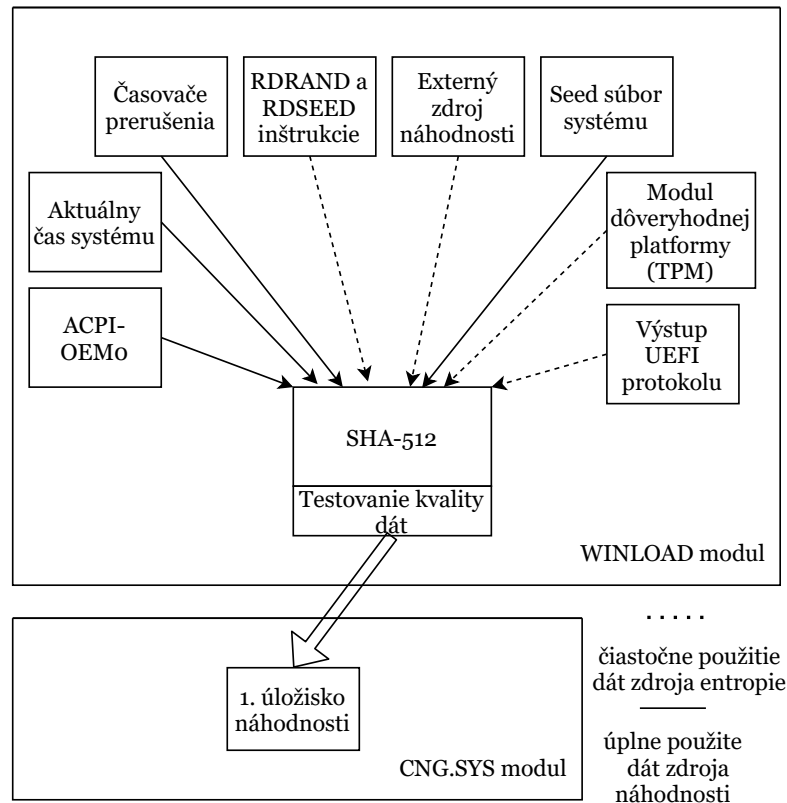 Časovače
prerušenia
RDRAND a
RDSEED
inštrukcie
Externý
zdroj
náhodnosti
Seed súbor
systému
Aktuálny
čas systému
Modul
dôveryhodnej
platformy
(TPM)
ACPI-
OEM0
Výstup
UEFI
protokolu
SHA-512
Testovanie kvality
dát
WINLOAD modul
1. úložisko
náhodnosti
CNG.SYS modul
. . . . .
čiastočne použitie
dát zdroja entropie
úplne použite
dát zdroja
náhodnosti